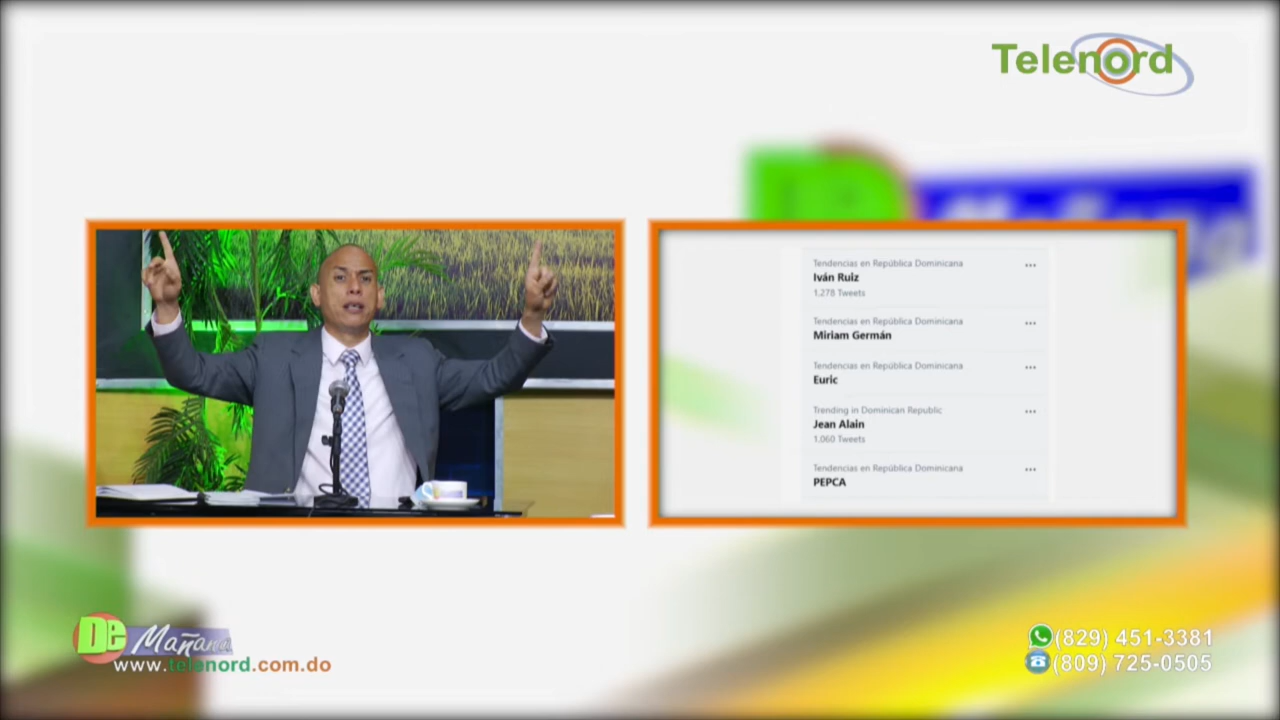 Telenord
De
Mañana
Tendencias en República Dominicana
Iván Ruiz
1.278 Tweets
Tendencias en República Dominicana
Miriam Germán
Tendencias en República Dominicana
Euric
Trending in Dominican Republic
Jean Alain
1.060 Tweets
Tendencias en República Dominicana
PEPCA
De Mañana
www.telenord.com.do
(829) 451-3381
(809) 725-0505